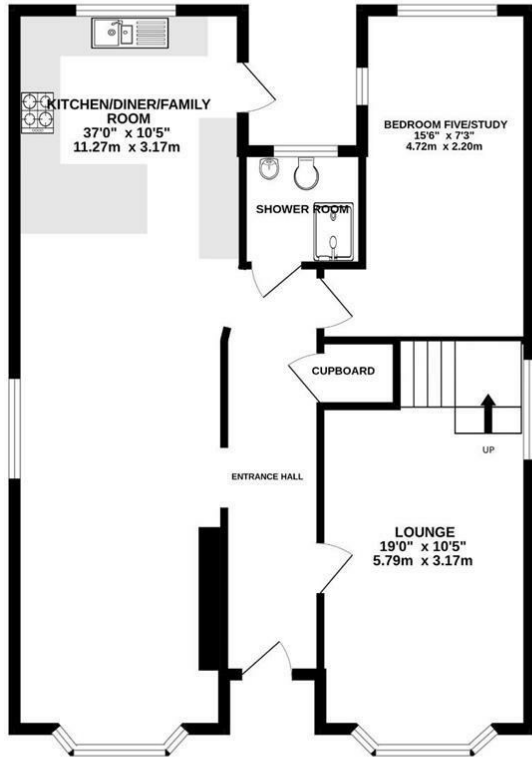 KITCHEN/DINER/FAMILY
ROOM
37'0" x 10'5"
11.27m x 3.17m
BEDROOM FIVE/STUDY
15'6" x 7'3"
4.72m x 2.20m
SHOWER ROOM
CUPBOARD
UP
ENTRANCE HALL
LOUNGE
19'0" x 10'5"
5.79m x 3.17m